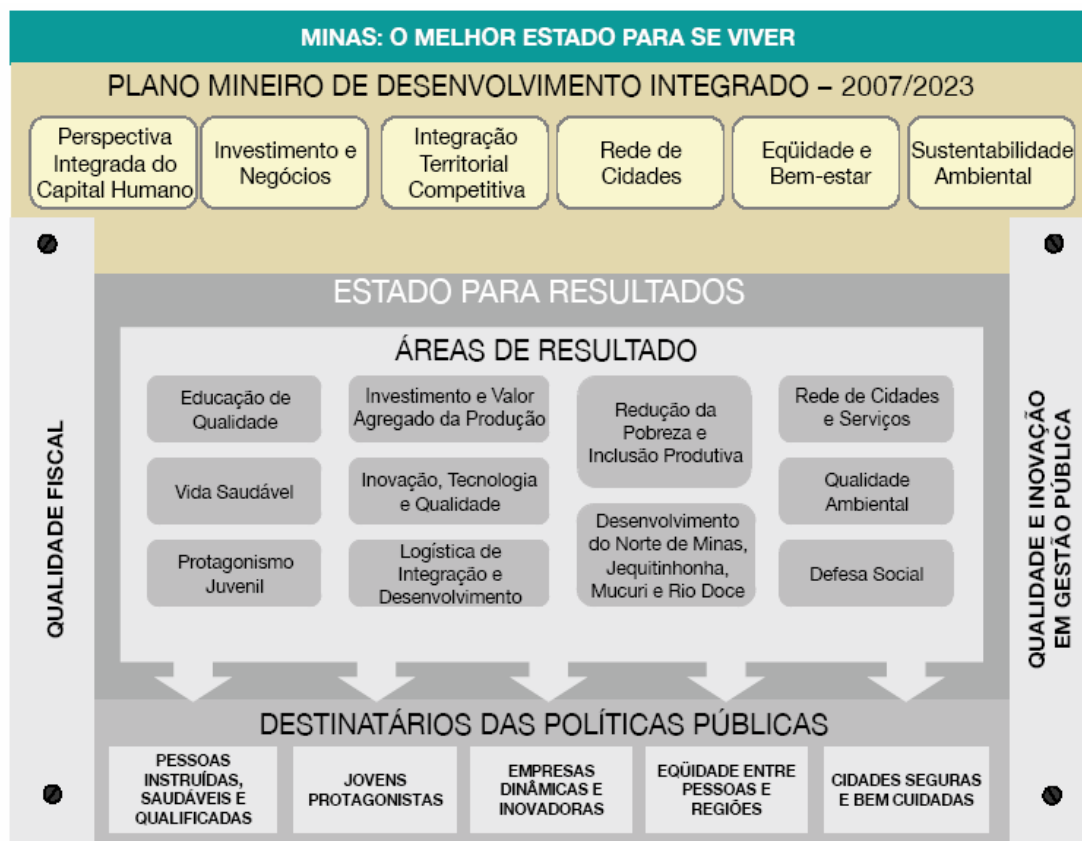 MINAS: O MELHOR ESTADO PARA SE VIVER
PLANO MINEIRO DE DESENVOLVIMENTO INTEGRADO – 2007/2023
Perspectiva
Integrada do
Capital Humano
Investimento e
Negócios
Integração
Territorial
Competitiva
Rede de
Cidades
Eqüidade e
Bem-estar
Sustentabilidade
Ambiental
QUALIDADE FISCAL
ESTADO PARA RESULTADOS
ÁREAS DE RESULTADO
Educação de
Qualidade
Vida Saudável
Protagonismo
Juvenil
Investimento e Valor
Agregado da Produção
Inovação, Tecnologia
e Qualidade
Logística de
Integração e
Desenvolvimento
Redução da
Pobreza e
Inclusão Produtiva
Desenvolvimento
do Norte de Minas,
Jequitinhonha,
Mucuri e Rio Doce
Rede de Cidades
e Serviços
Qualidade
Ambiental
Defesa Social
QUALIDADE E INOVAÇÃO
EM GESTÃO PÚBLICA
DESTINATÁRIOS DAS POLÍTICAS PÚBLICAS
PESSOAS
INSTRUÍDAS,
SAUDÁVEIS E
QUALIFICADAS
JOVENS
PROTAGONISTAS
EMPRESAS
DINÂMICAS E
INOVADORAS
EQÜIDADE ENTRE
PESSOAS E
REGIÕES
CIDADES SEGURAS
E BEM CUIDADAS